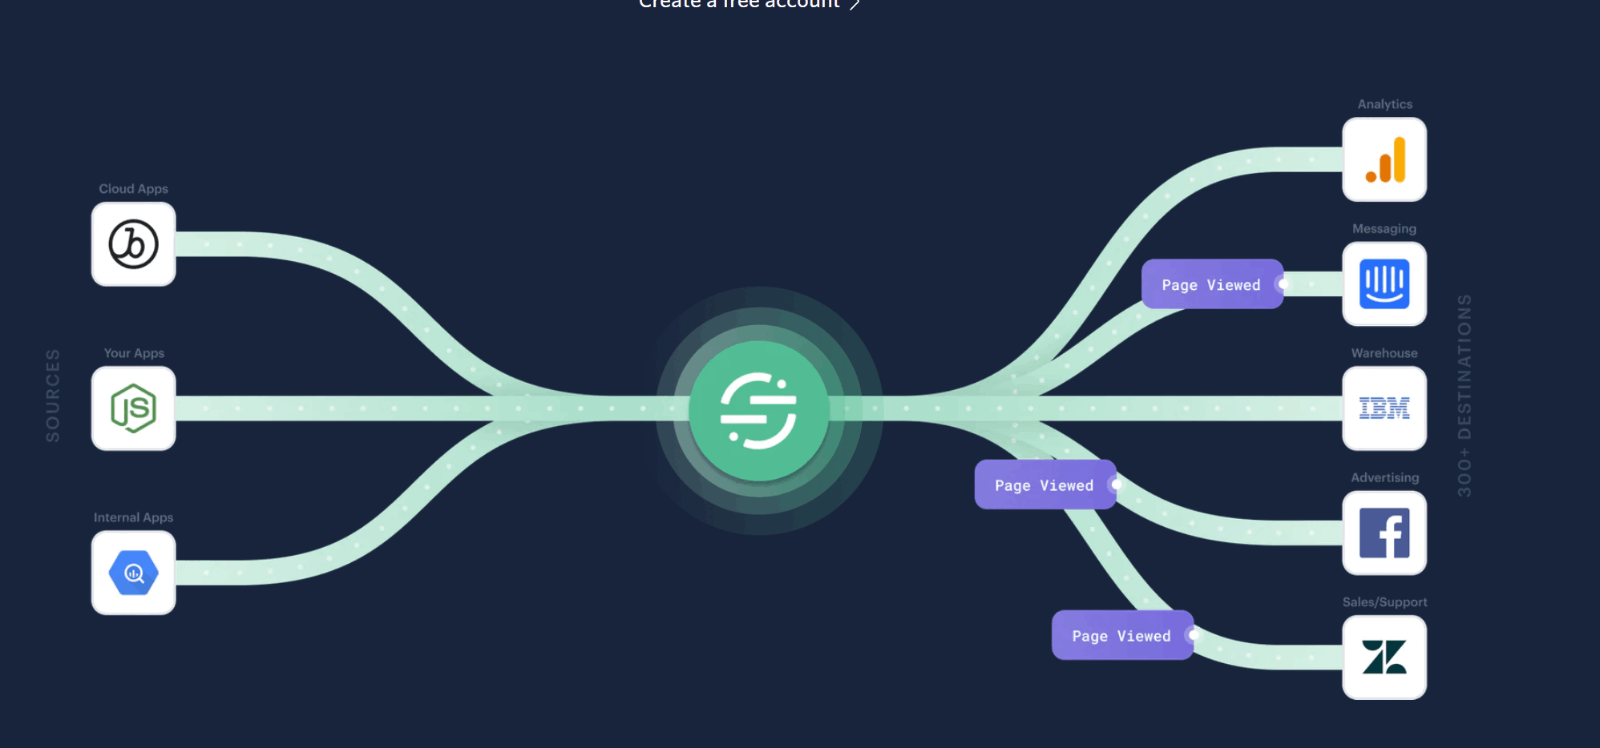 Create a free account
SOURCES
Cloud Apps
Your Apps
JS
Internal Apps
Page Viewed
Page Viewed
Page Viewed
Analytics
Messaging
Warehouse
IBM
Advertising
f
Sales/Support
300+ DESTINATIONS